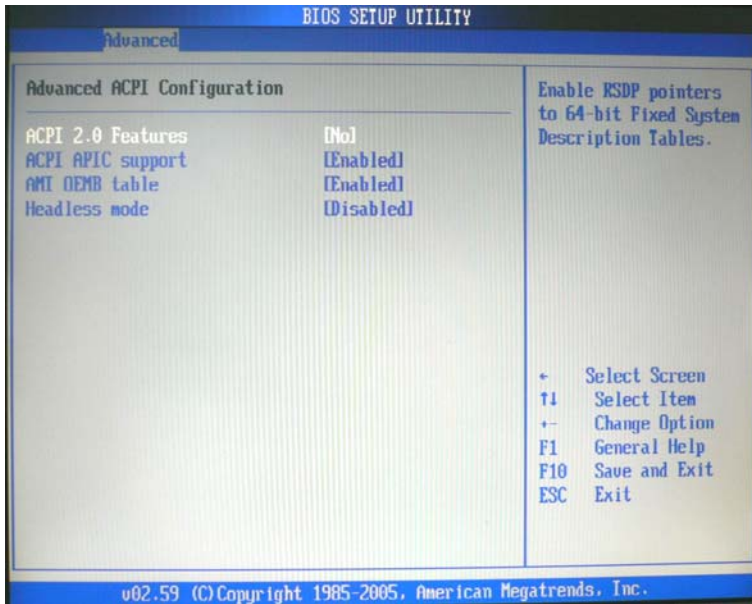 BIOS SETUP UTILITY
Advanced
Advanced ACPI Configuration
ACPI 2.0 Features [No]
ACPI APIC support [Enabled]
AMI OEMB table [Enabled]
Headless mode [Disabled]
Enable RSDP pointers
to 64-bit Fixed System
Description Tables.
← Select Screen
↑↓ Select Item
+- Change Option
F1 General Help
F10 Save and Exit
ESC Exit
v02.59 (C)Copyright 1985-2005, American Megatrends, Inc.